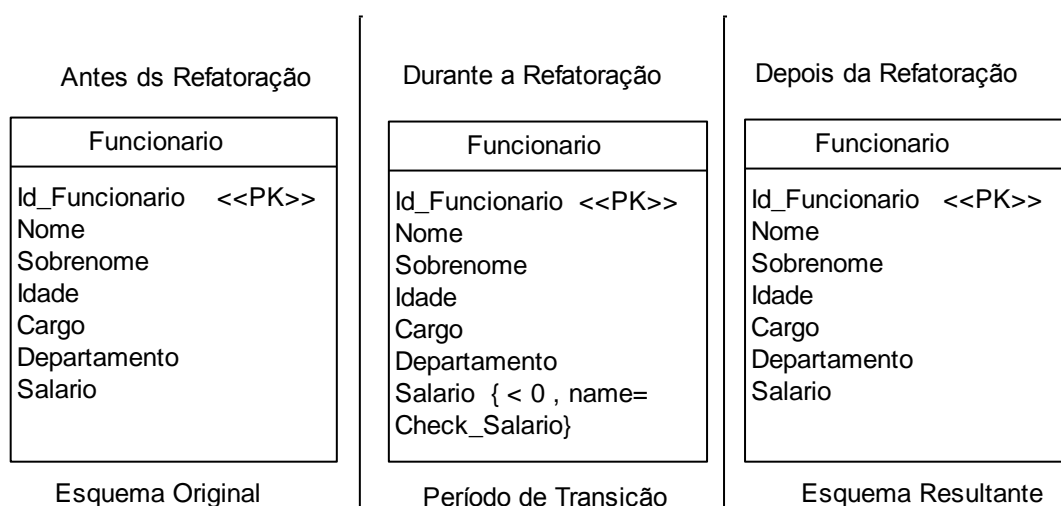 Antes ds Refatoração
Funcionario
Id_Funcionario <<PK>>
Nome
Sobrenome
Idade
Cargo
Departamento
Salario
Esquema Original
Durante a Refatoração
Funcionario
Id_Funcionario <<PK>>
Nome
Sobrenome
Idade
Cargo
Departamento
Salario { < 0 , name=
Check_Salario}
Período de Transição
Depois da Refatoração
Funcionario
Id_Funcionario <<PK>>
Nome
Sobrenome
Idade
Cargo
Departamento
Salario
Esquema Resultante